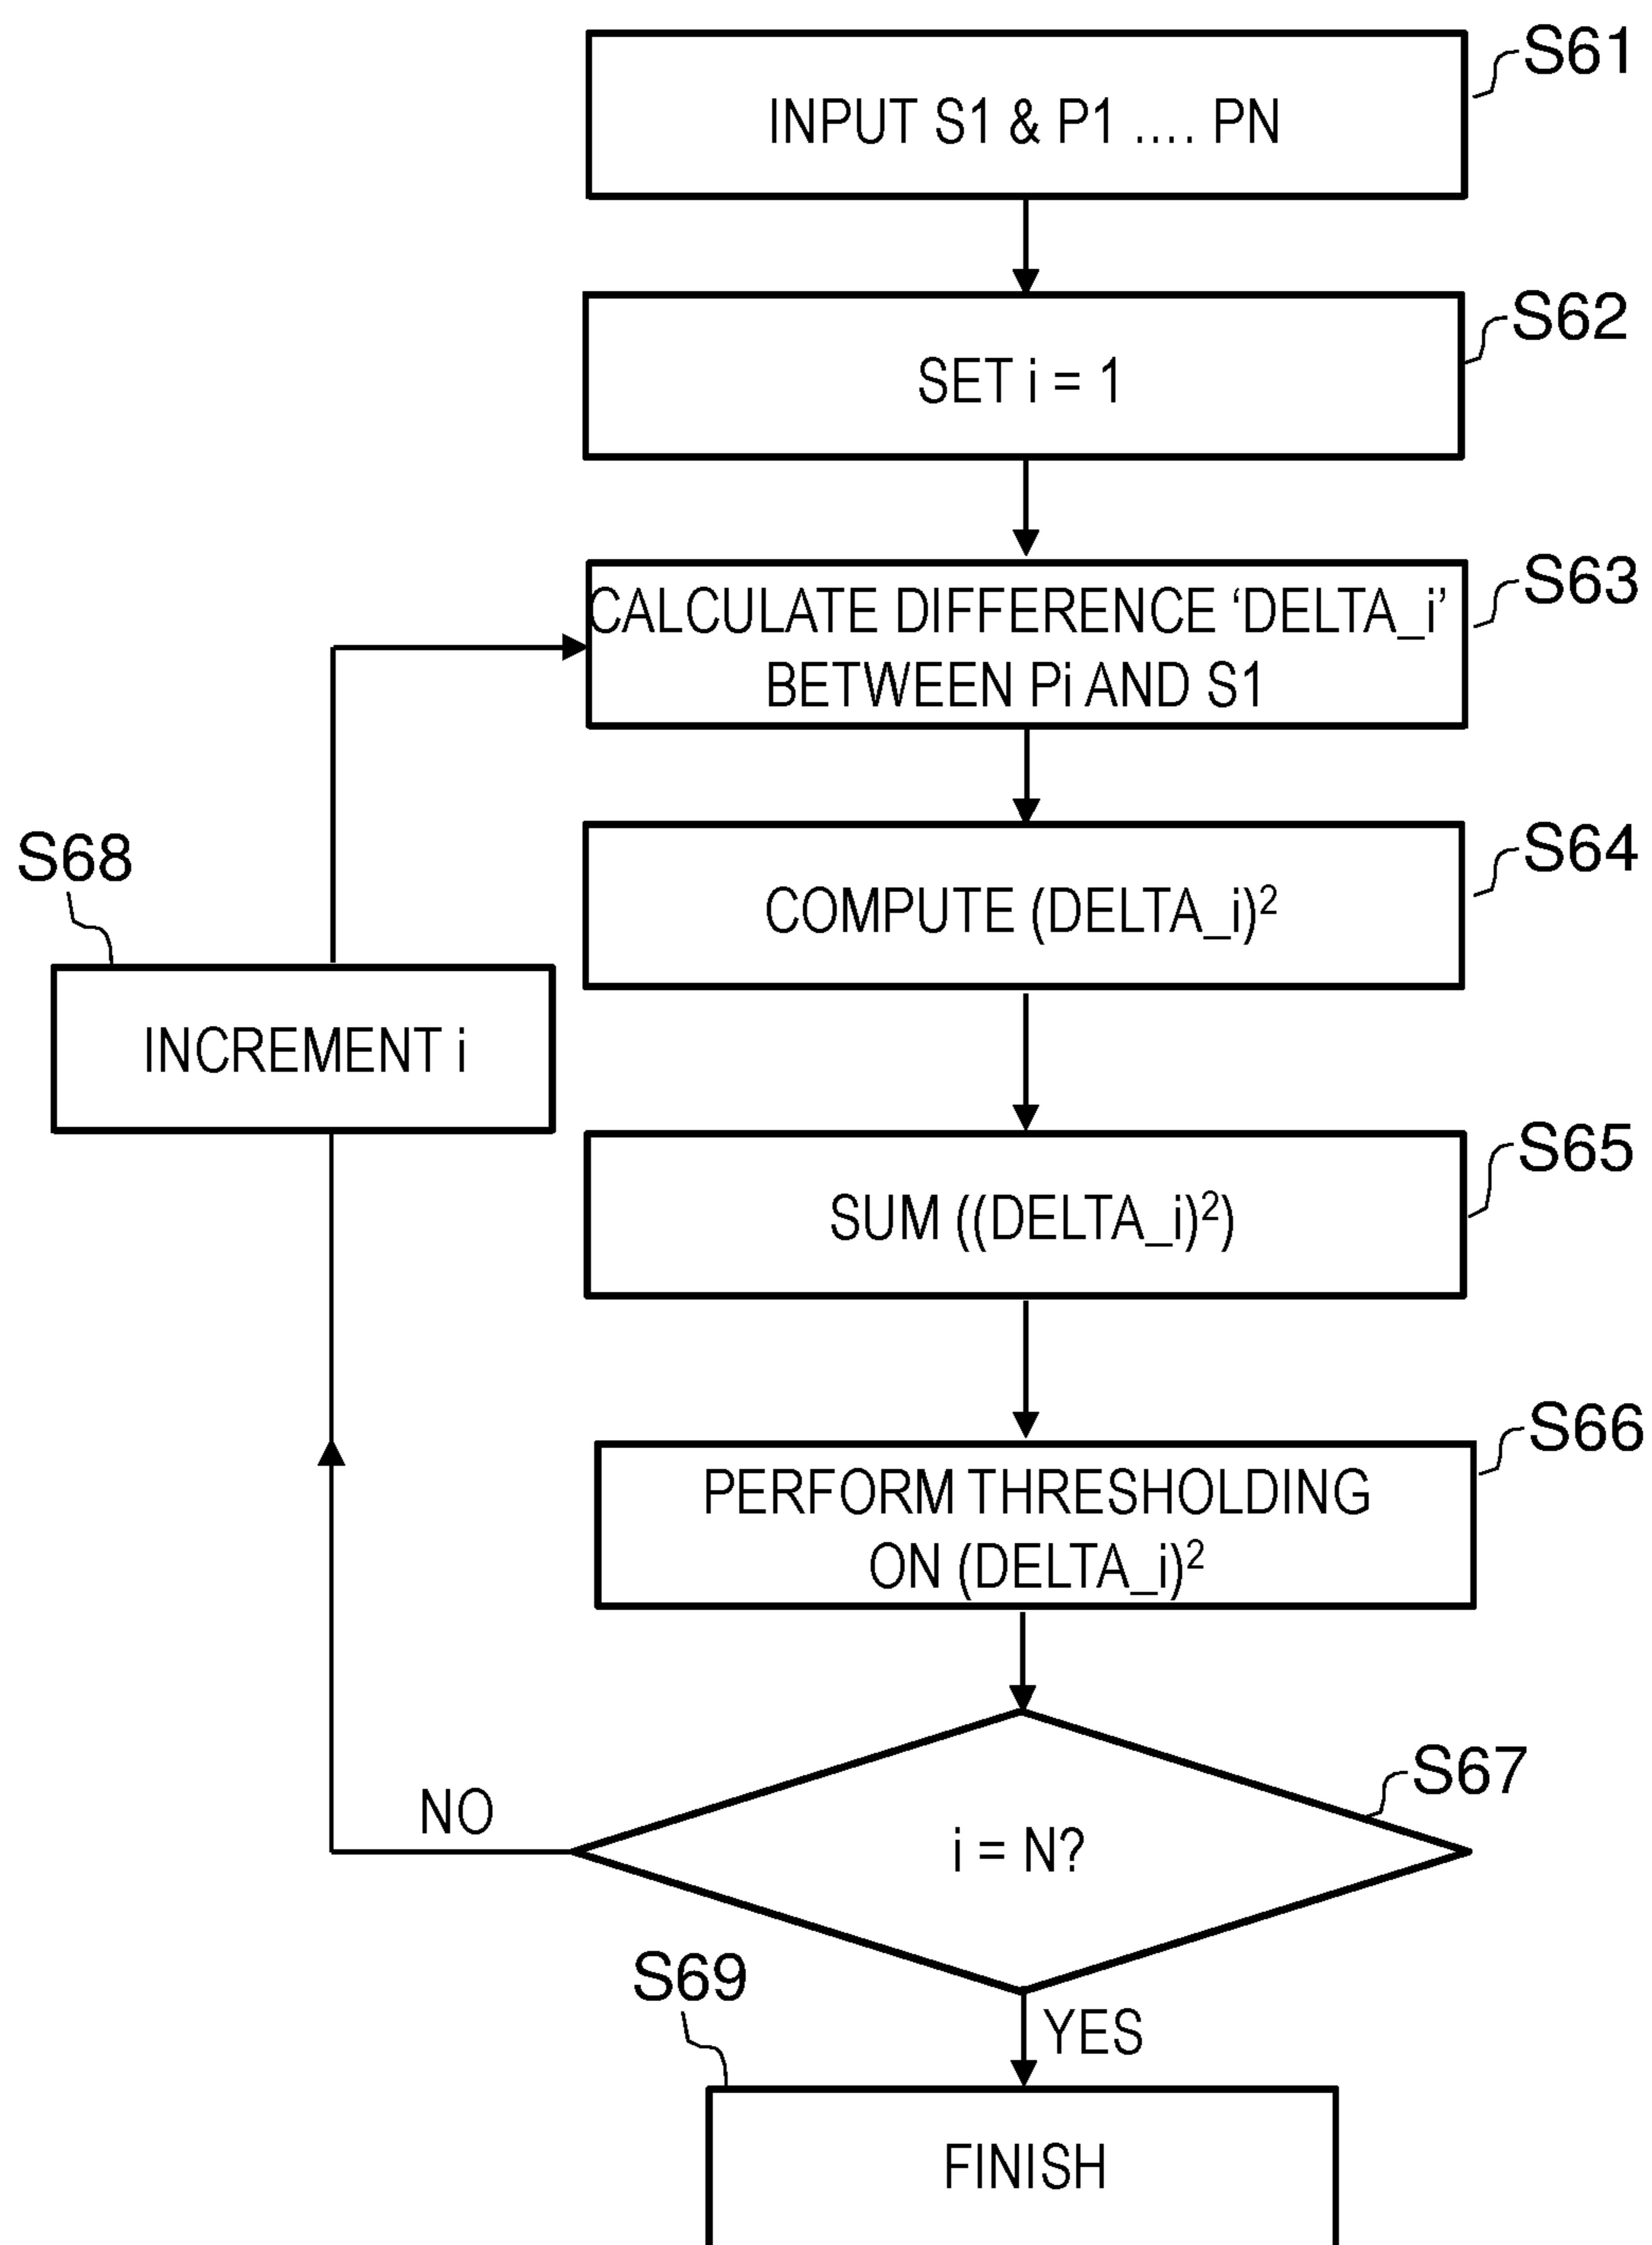 S61
INPUT S1 & P1 .... PN
S62
SET i = 1
S63
CALCULATE DIFFERENCE ‘DELTA_i’
BETWEEN Pi AND S1
S64
COMPUTE (DELTA_i)²
S68
INCREMENT i
S65
SUM ((DELTA_i)²)
S66
PERFORM THRESHOLDING
ON (DELTA_i)²
S67
i = N?
NO
YES
S69
FINISH